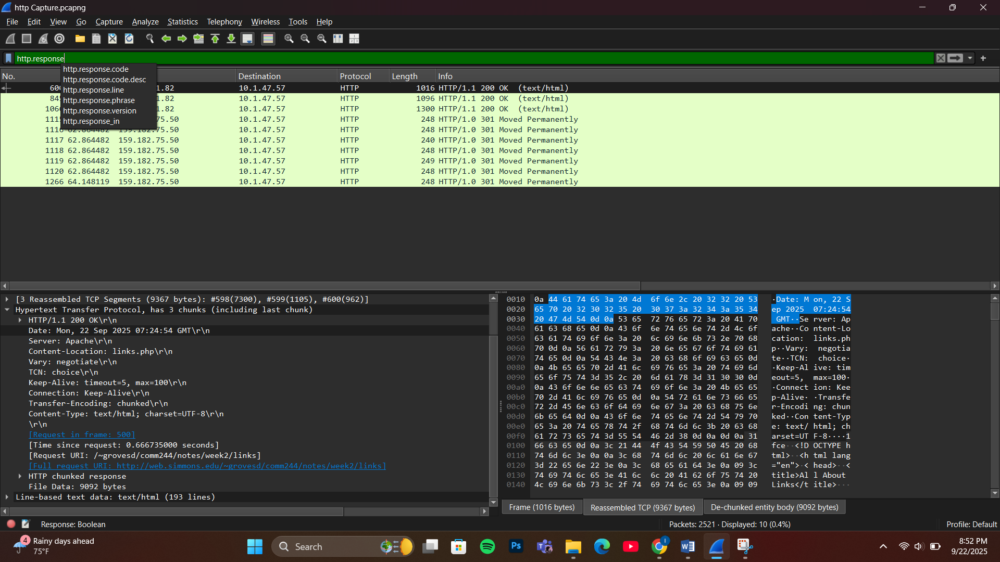 http Capture.pcapng
File Edit View Go Capture Analyze Statistics Telephony Wireless Tools Help
http.response
http.response.code
http.response.code.desc
http.response.line
http.response.phrase
http.response.version
http.response_in
No. Destination Protocol Length Info
600 1.82 10.1.47.57 HTTP 1016 HTTP/1.1 200 OK (text/html)
845 1.82 10.1.47.57 HTTP 1096 HTTP/1.1 200 OK (text/html)
1060 1.82 10.1.47.57 HTTP 1300 HTTP/1.1 200 OK (text/html)
1115 75.50 10.1.47.57 HTTP 248 HTTP/1.0 301 Moved Permanently
1116 62.864482 159.182.75.50 10.1.47.57 HTTP 248 HTTP/1.0 301 Moved Permanently
1117 62.864482 159.182.75.50 10.1.47.57 HTTP 240 HTTP/1.0 301 Moved Permanently
1118 62.864482 159.182.75.50 10.1.47.57 HTTP 248 HTTP/1.0 301 Moved Permanently
1119 62.864482 159.182.75.50 10.1.47.57 HTTP 249 HTTP/1.0 301 Moved Permanently
1120 62.864482 159.182.75.50 10.1.47.57 HTTP 248 HTTP/1.0 301 Moved Permanently
1266 64.148119 159.182.75.50 10.1.47.57 HTTP 248 HTTP/1.0 301 Moved Permanently
[3 Reassembled TCP Segments (9367 bytes): #598(7300), #599(1105), #600(962)]
Hypertext Transfer Protocol, has 3 chunks (including last chunk)
HTTP/1.1 200 OK\r\n
Date: Mon, 22 Sep 2025 07:24:54 GMT\r\n
Server: Apache\r\n
Content-Location: links.php\r\n
Vary: negotiate\r\n
TCN: choice\r\n
Keep-Alive: timeout=5, max=100\r\n
Connection: Keep-Alive\r\n
Transfer-Encoding: chunked\r\n
Content-Type: text/html; charset=UTF-8\r\n
\r\n
[Request in frame: 500]
[Time since request: 0.666735000 seconds]
[Request URI: /~grovesd/comm244/notes/week2/links]
[Full request URI: http://web.simmons.edu/~grovesd/comm244/notes/week2/links]
HTTP chunked response
File Data: 9092 bytes
Line-based text data: text/html (193 lines)
0010 0a 44 61 74 65 3a 20 4d 6f 6e 2c 20 32 32 20 53 ·Date: M on, 22 S
0020 65 70 20 32 30 32 35 20 30 37 3a 32 34 3a 35 34 ep 2025 07:24:54
0030 20 47 4d 54 0d 0a 53 65 72 76 65 72 3a 20 41 70 GMT··Se rver: Ap
0040 61 63 68 65 0d 0a 43 6f 6e 74 65 6e 74 2d 4c 6f ache··Co ntent-Lo
0050 63 61 74 69 6f 6e 3a 20 6c 69 6e 6b 73 2e 70 68 cation: links.ph
0060 70 0d 0a 56 61 72 79 3a 20 6e 65 67 6f 74 69 61 p··Vary: negotia
0070 74 65 0d 0a 54 43 4e 3a 20 63 68 6f 69 63 65 0d te··TCN: choice·
0080 0a 4b 65 65 70 2d 41 6c 69 76 65 3a 20 74 69 6d ·Keep-Al ive: tim
0090 65 6f 75 74 3d 35 2c 20 6d 61 78 3d 31 30 30 0d eout=5, max=100·
00a0 0a 43 6f 6e 6e 65 63 74 69 6f 6e 3a 20 4b 65 65 ·Connect ion: Kee
00b0 70 2d 41 6c 69 76 65 0d 0a 54 72 61 6e 73 66 65 p-Alive· ·Transfe
00c0 72 2d 45 6e 63 6f 64 69 6e 67 3a 20 63 68 75 6e r-Encodi ng: chun
00d0 6b 65 64 0d 0a 43 6f 6e 74 65 6e 74 2d 54 79 70 ked··Con tent-Typ
00e0 65 3a 20 74 65 78 74 2f 68 74 6d 6c 3b 20 63 68 e: text/ html; ch
00f0 61 72 73 65 74 3d 55 54 46 2d 38 0d 0a 0d 0a 31 arset=UT F-8····1
0100 66 63 65 0d 0a 3c 21 44 4f 43 54 59 50 45 20 68 fce··<!D OCTYPE h
0110 74 6d 6c 3e 0a 0a 3c 68 74 6d 6c 20 6c 61 6e 67 tml>··<h tml lang
0120 3d 22 65 6e 22 3e 0a 3c 68 65 61 64 3e 0a 09 3c ="en">·< head>··<
0130 74 69 74 6c 65 3e 41 6c 6c 20 41 62 6f 75 74 20 title>Al l About
0140 4c 69 6e 6b 73 3c 2f 74 69 74 6c 65 3e 0a 09 09 Links</t itle>···
Frame (1016 bytes) Reassembled TCP (9367 bytes) De-chunked entity body (9092 bytes)
Response: Boolean Packets: 2521 · Displayed: 10 (0.4%) Profile: Default
4 Rainy days ahead
75°F
Search
Ps
8:52 PM
9/22/2025